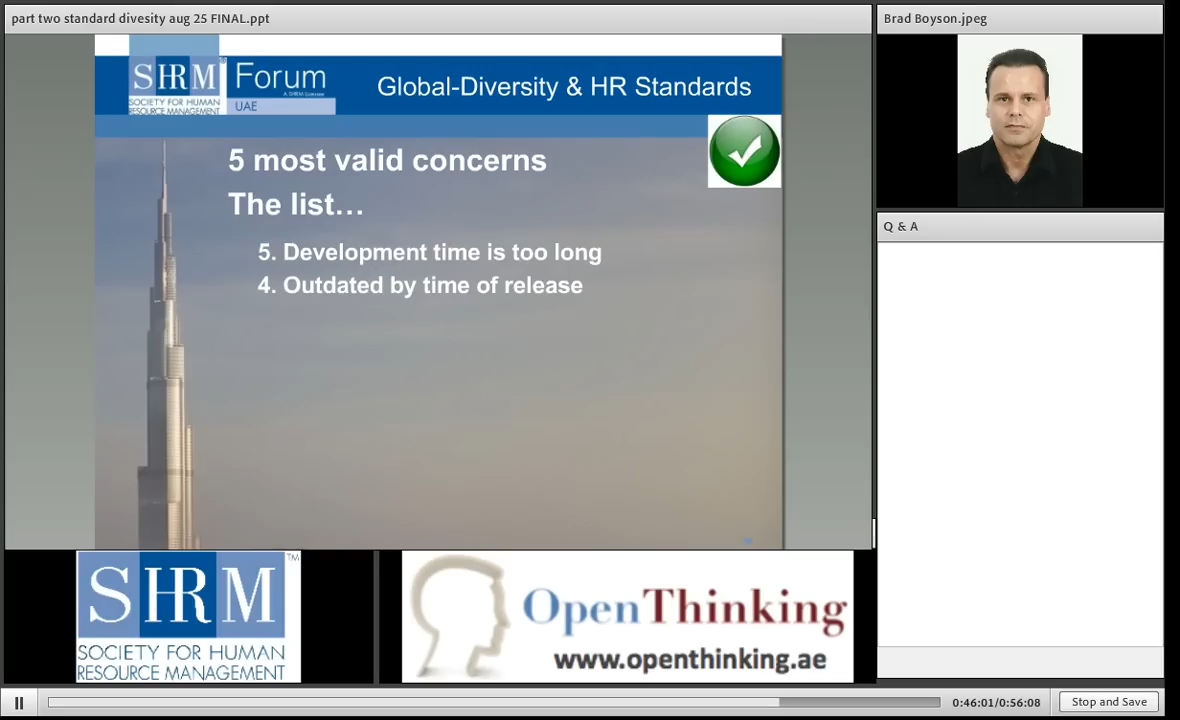 part two standard divesity aug 25 FINAL.ppt
SHRM® Forum
A SHRM
SOCIETY FOR HUMAN
RESOURCE MANAGEMENT
UAE
Global-Diversity & HR Standards
5 most valid concerns
The list…
5. Development time is too long
4. Outdated by time of release
Brad Boyson.jpeg
Q & A
SHRM™
SOCIETY FOR HUMAN
RESOURCE MANAGEMENT
OpenThinking
www.openthinking.ae
0:46:01/0:56:08
Stop and Save